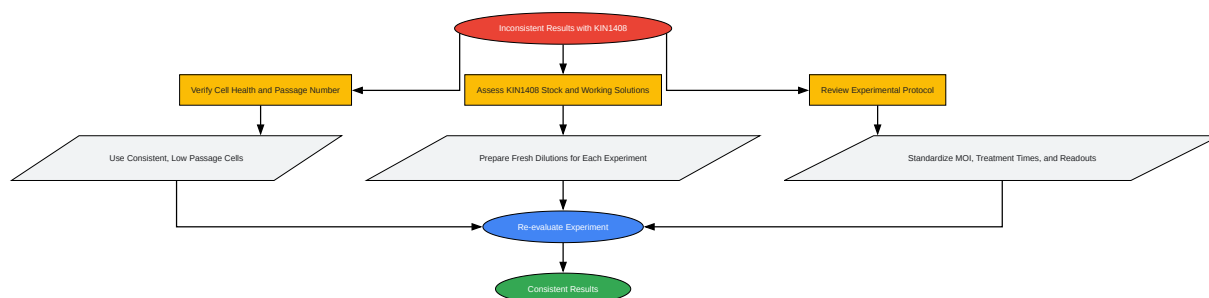 Inconsistent Results with KIN1408
Verify Cell Health and Passage Number
Assess KIN1408 Stock and Working Solutions
Review Experimental Protocol
Use Consistent, Low Passage Cells
Prepare Fresh Dilutions for Each Experiment
Standardize MOI, Treatment Times, and Readouts
Re-evaluate Experiment
Consistent Results